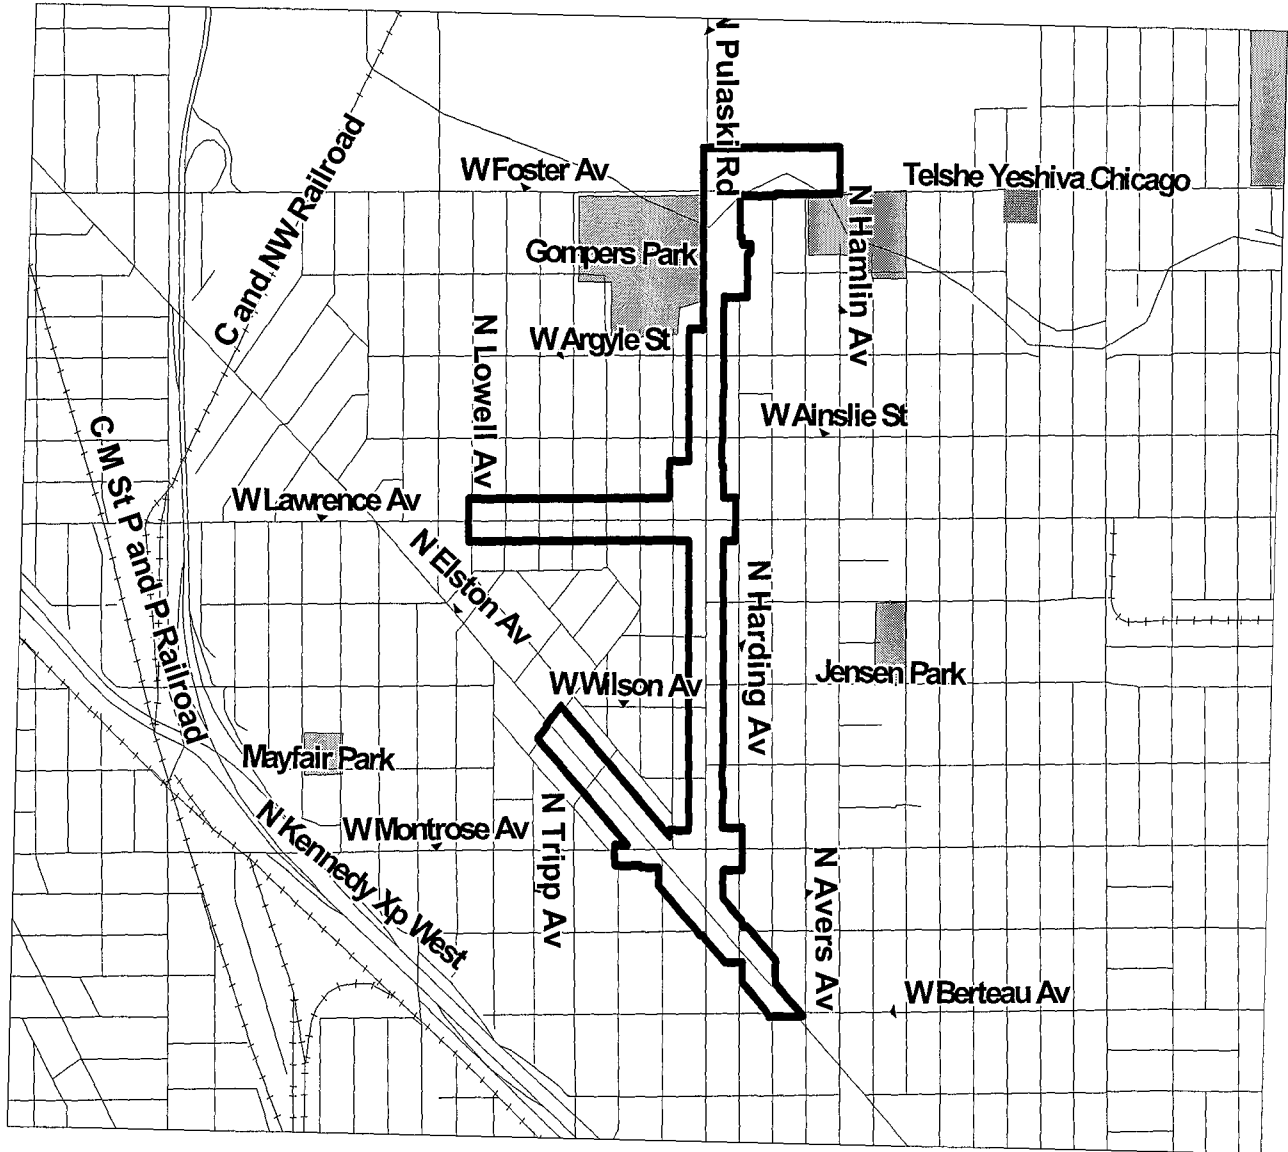 N Pulaski Rd
W Foster Av
Telshe Yeshiva Chicago
C and NW Railroad
Gompers Park
N Hamlin Av
W Argyle St
N Lowell Av
W Ainslie St
C M St P and P Railroad
W Lawrence Av
N Elston Av
N Harding Av
W Wilson Av
Jensen Park
Mayfair Park
N Kennedy Xp West
W Montrose Av
N Tripp Av
N Avers Av
W Berteau Av